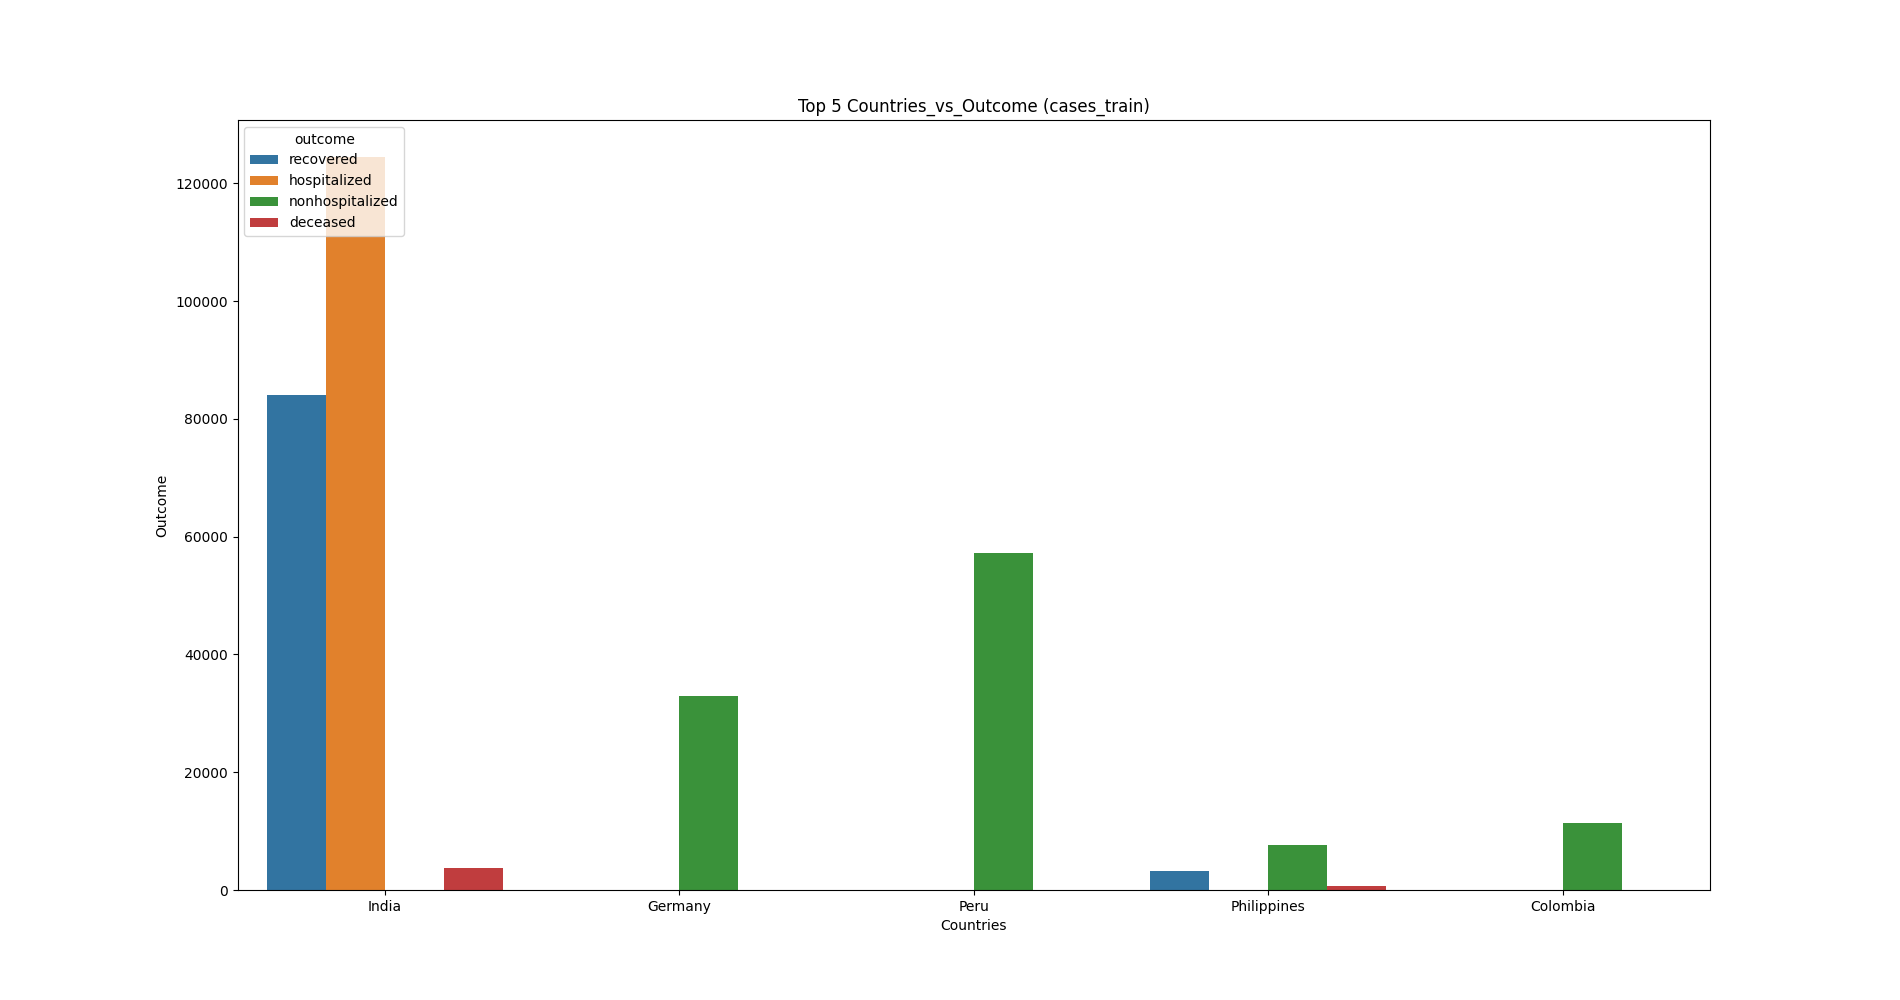 Top 5 Countries_vs_Outcome (cases_train)
outcome
recovered
hospitalized
nonhospitalized
deceased
120000
100000
80000
60000
40000
20000
0
Outcome
India Germany Peru Philippines Colombia
Countries